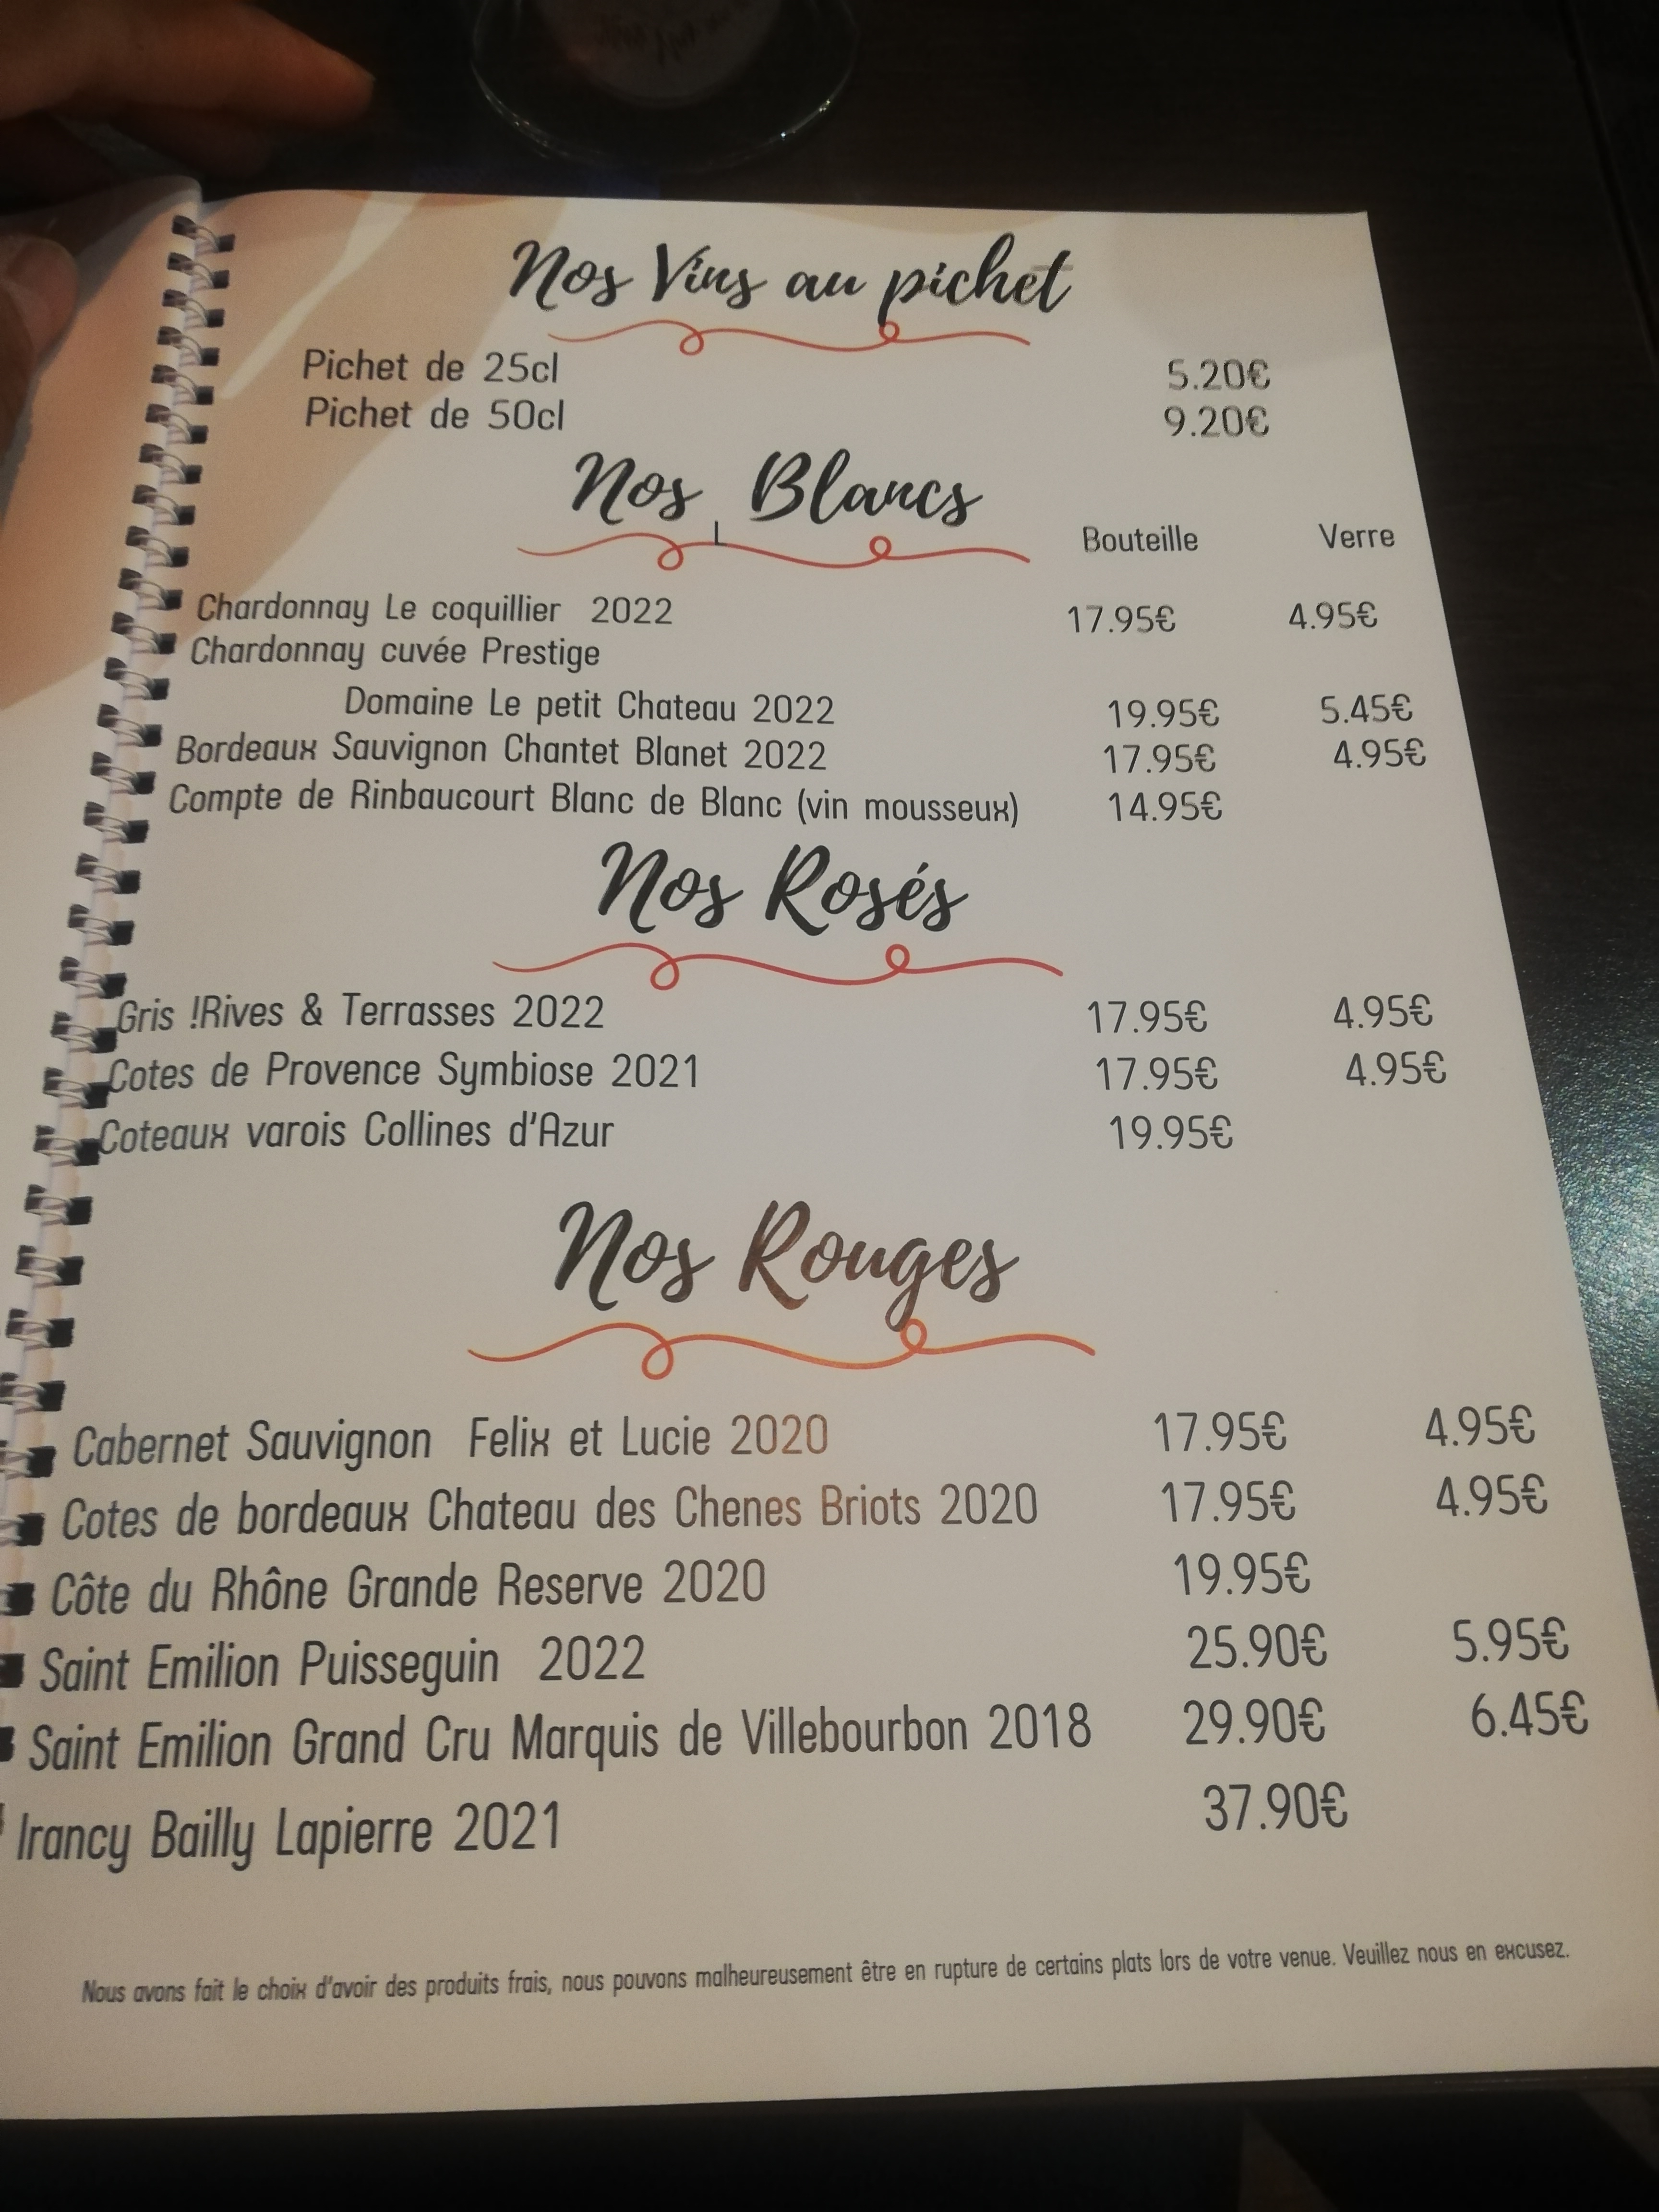 Nos Vins au pichet
Pichet de 25cl 5.20€
Pichet de 50cl 9.20€
Nos Blancs
Bouteille Verre
Chardonnay Le coquillier 2022 17.95€ 4.95€
Chardonnay cuvée Prestige
Domaine Le petit Chateau 2022 19.95€ 5.45€
Bordeaux Sauvignon Chantet Blanet 2022 17.95€ 4.95€
Compte de Rinbaucourt Blanc de Blanc (vin mousseux) 14.95€
Nos Rosés
Gris !Rives & Terrasses 2022 17.95€ 4.95€
Cotes de Provence Symbiose 2021 17.95€ 4.95€
Coteaux varois Collines d'Azur 19.95€
Nos Rouges
Cabernet Sauvignon Felix et Lucie 2020 17.95€ 4.95€
Cotes de bordeaux Chateau des Chenes Briots 2020 17.95€ 4.95€
Côte du Rhône Grande Reserve 2020 19.95€
Saint Emilion Puisseguin 2022 25.90€ 5.95€
Saint Emilion Grand Cru Marquis de Villebourbon 2018 29.90€ 6.45€
Irancy Bailly Lapierre 2021 37.90€
Nous avons fait le choix d'avoir des produits frais, nous pouvons malheureusement être en rupture de certains plats lors de votre venue. Veuillez nous en excusez.